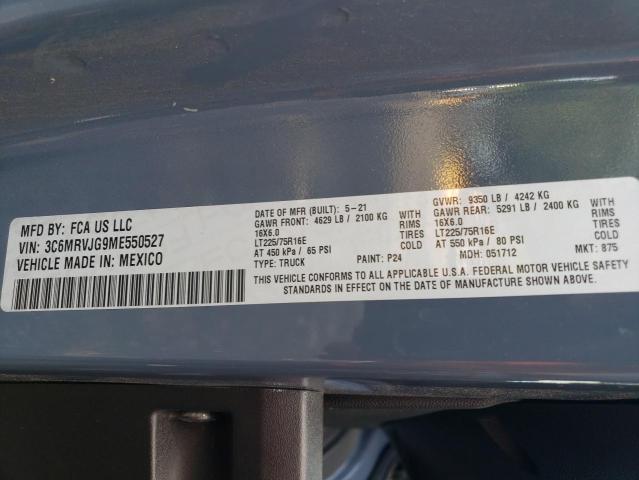 MFD BY: FCA US LLC
VIN: 3C6MRVJG9ME550527
VEHICLE MADE IN: MEXICO
DATE OF MFR (BUILT): 5-21
GAWR FRONT: 4629 LB / 2100 KG
16X6.0 RIMS
LT225/75R16E TIRES
AT 450 kPa / 65 PSI WITH
TYPE: TRUCK
PAINT: P24
GVWR: 9350 LB / 4242 KG
GAWR REAR: 5291 LB / 2400 KG
16X6.0 RIMS
LT225/75R16E TIRES
AT 550 kPa / 80 PSI WITH
MDH: 051712
MKT: 875
THIS VEHICLE CONFORMS TO ALL APPLICABLE U.S.A. FEDERAL MOTOR VEHICLE SAFETY
STANDARDS IN EFFECT ON THE DATE OF MANUFACTURE SHOWN ABOVE.